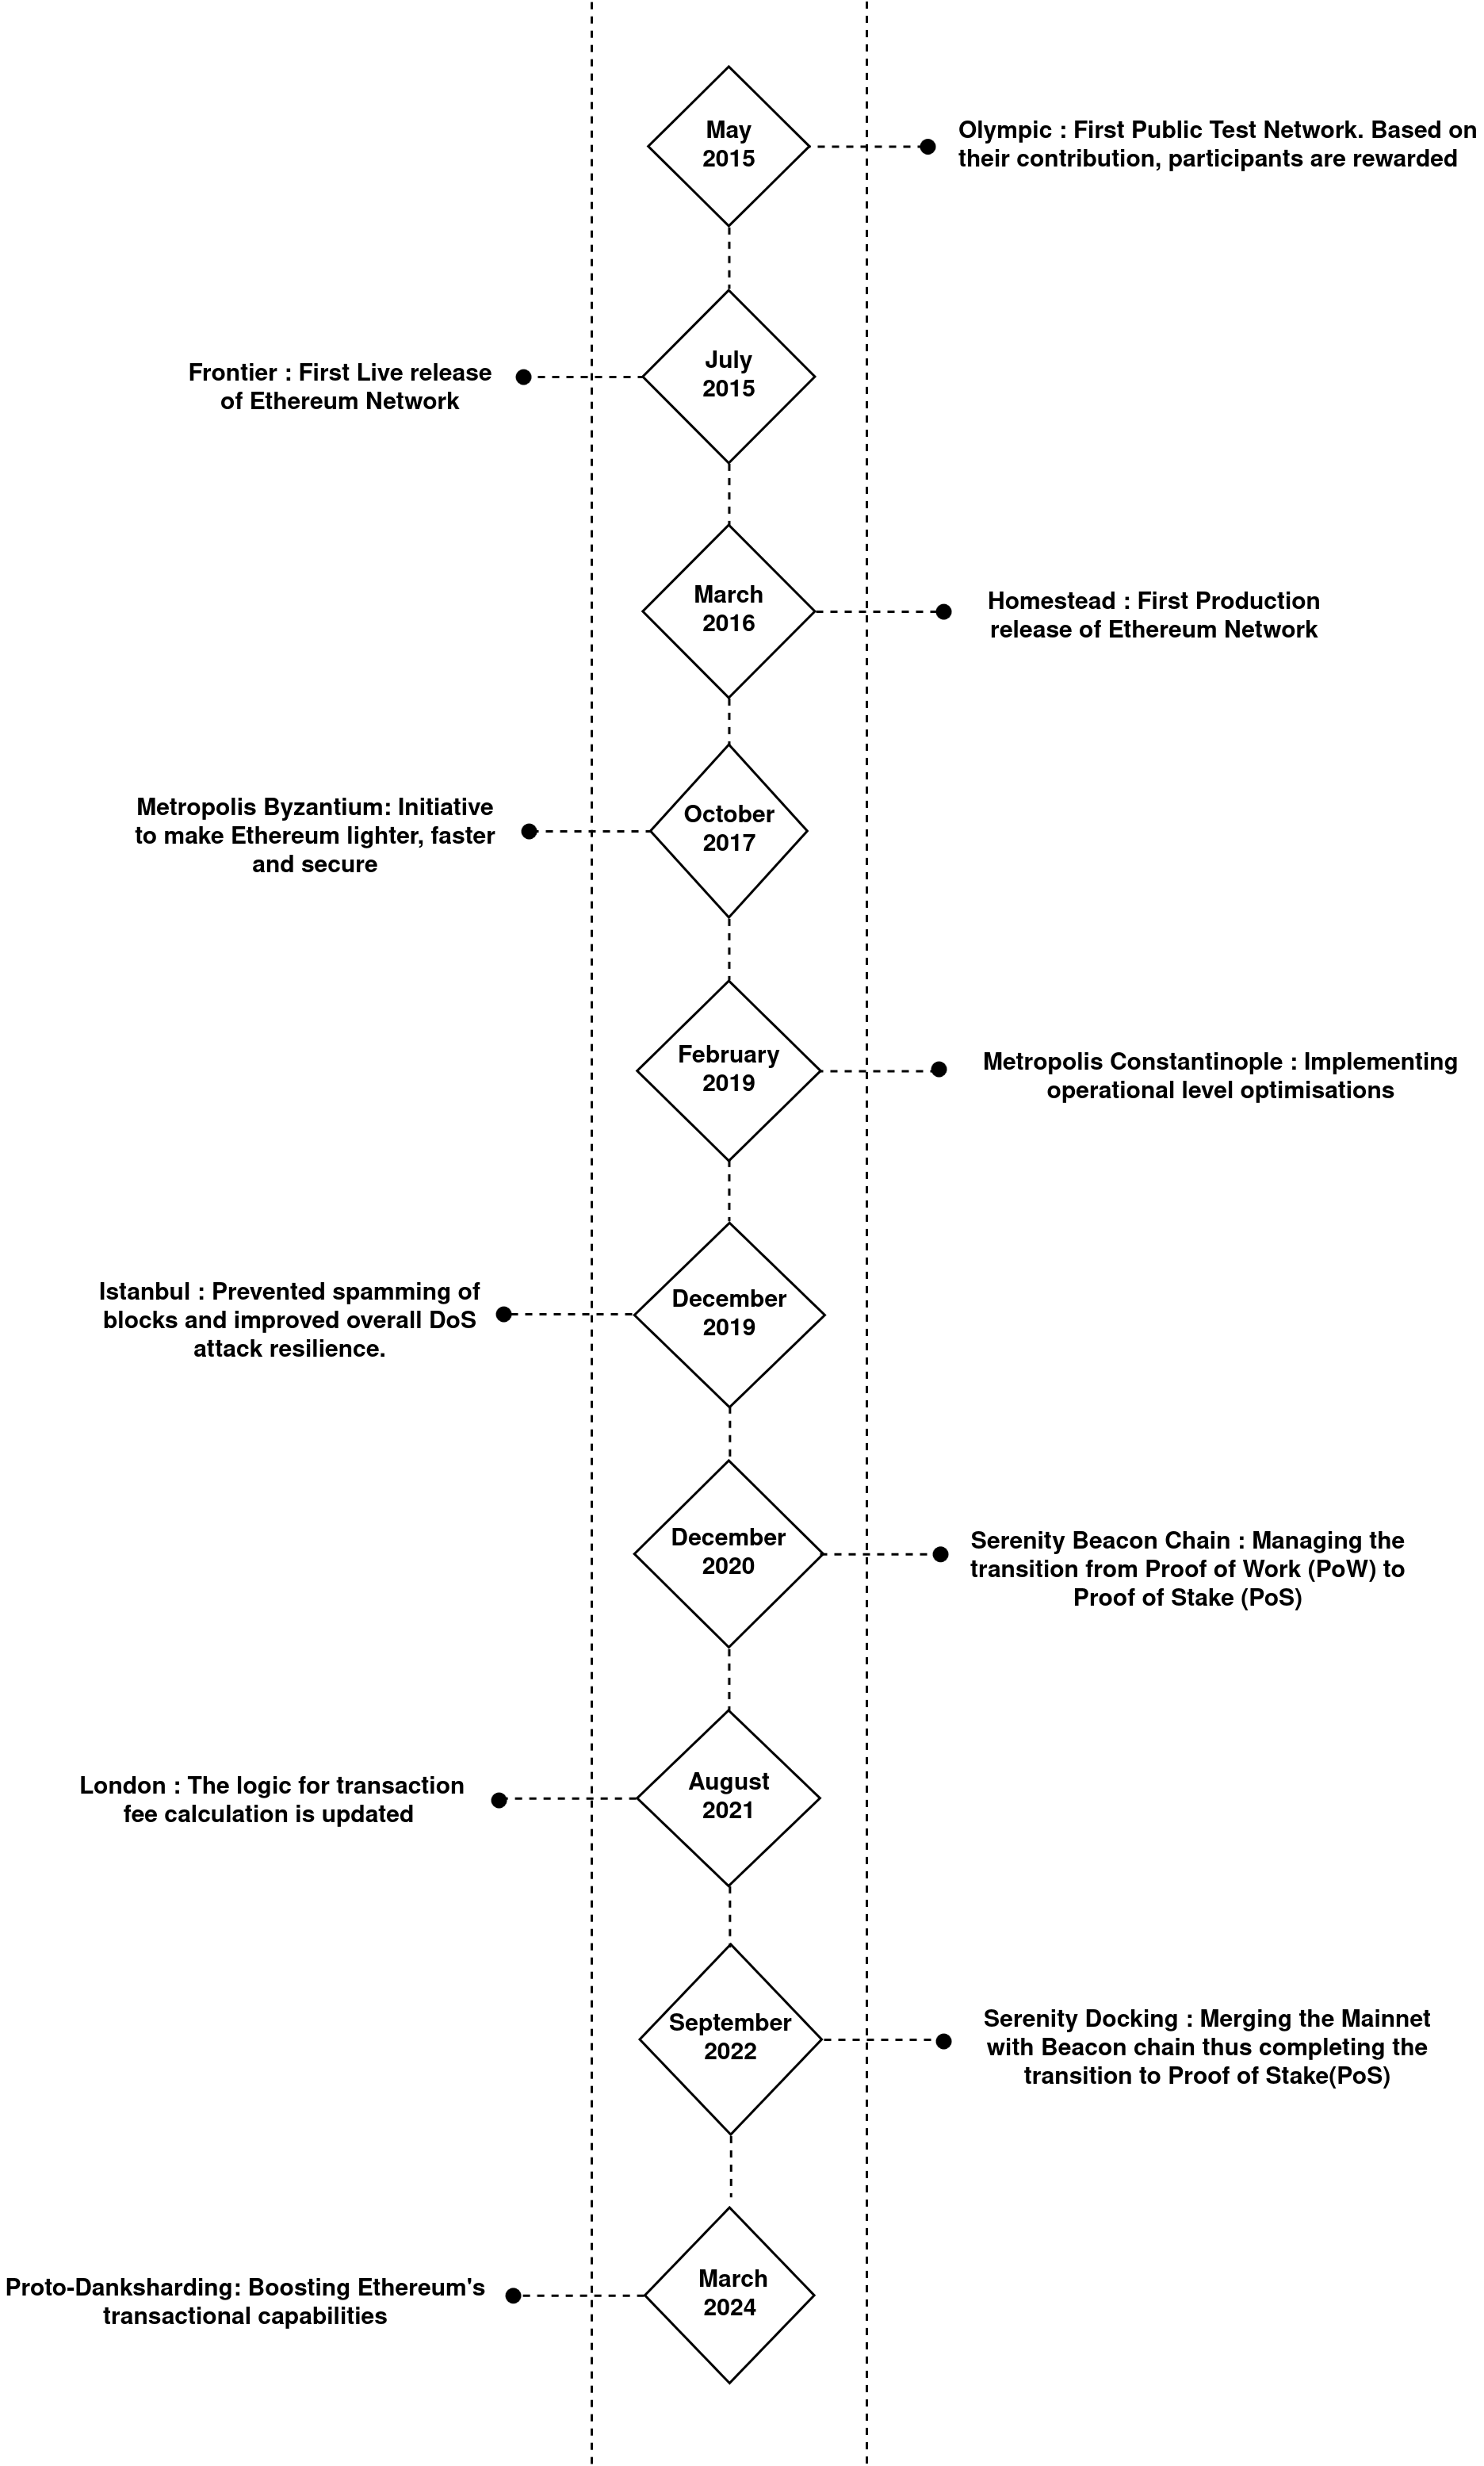 May
2015
Olympic : First Public Test Network. Based on
their contribution, participants are rewarded
July
2015
Frontier : First Live release
of Ethereum Network
March
2016
Homestead : First Production
release of Ethereum Network
October
2017
Metropolis Byzantium: Initiative
to make Ethereum lighter, faster
and secure
February
2019
Metropolis Constantinople : Implementing
operational level optimisations
December
2019
Istanbul : Prevented spamming of
blocks and improved overall DoS
attack resilience.
December
2020
Serenity Beacon Chain : Managing the
transition from Proof of Work (PoW) to
Proof of Stake (PoS)
August
2021
London : The logic for transaction
fee calculation is updated
September
2022
Serenity Docking : Merging the Mainnet
with Beacon chain thus completing the
transition to Proof of Stake(PoS)
March
2024
Proto-Danksharding: Boosting Ethereum's
transactional capabilities